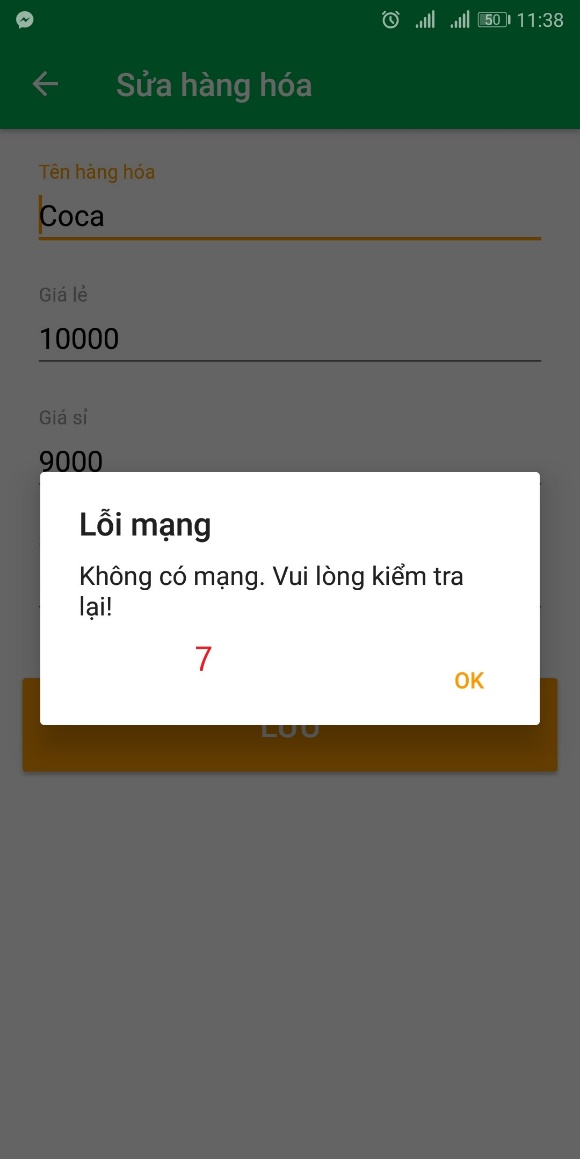 50 11:38
Sửa hàng hóa
Tên hàng hóa
Coca
Giá lẻ
10000
Giá sỉ
9000
Lỗi mạng
Không có mạng. Vui lòng kiểm tra
lại!
7
OK
LƯU